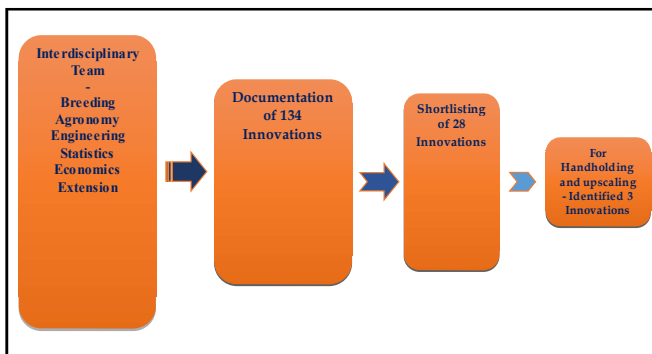 Interdisciplinary
Team
-
Breeding
Agronomy
Engineering
Statistics
Economics
Extension
Documentation
of 134
Innovations
Shortlisting
of 28
Innovations
For
Handholding
and upscaling
- Identified 3
Innovations